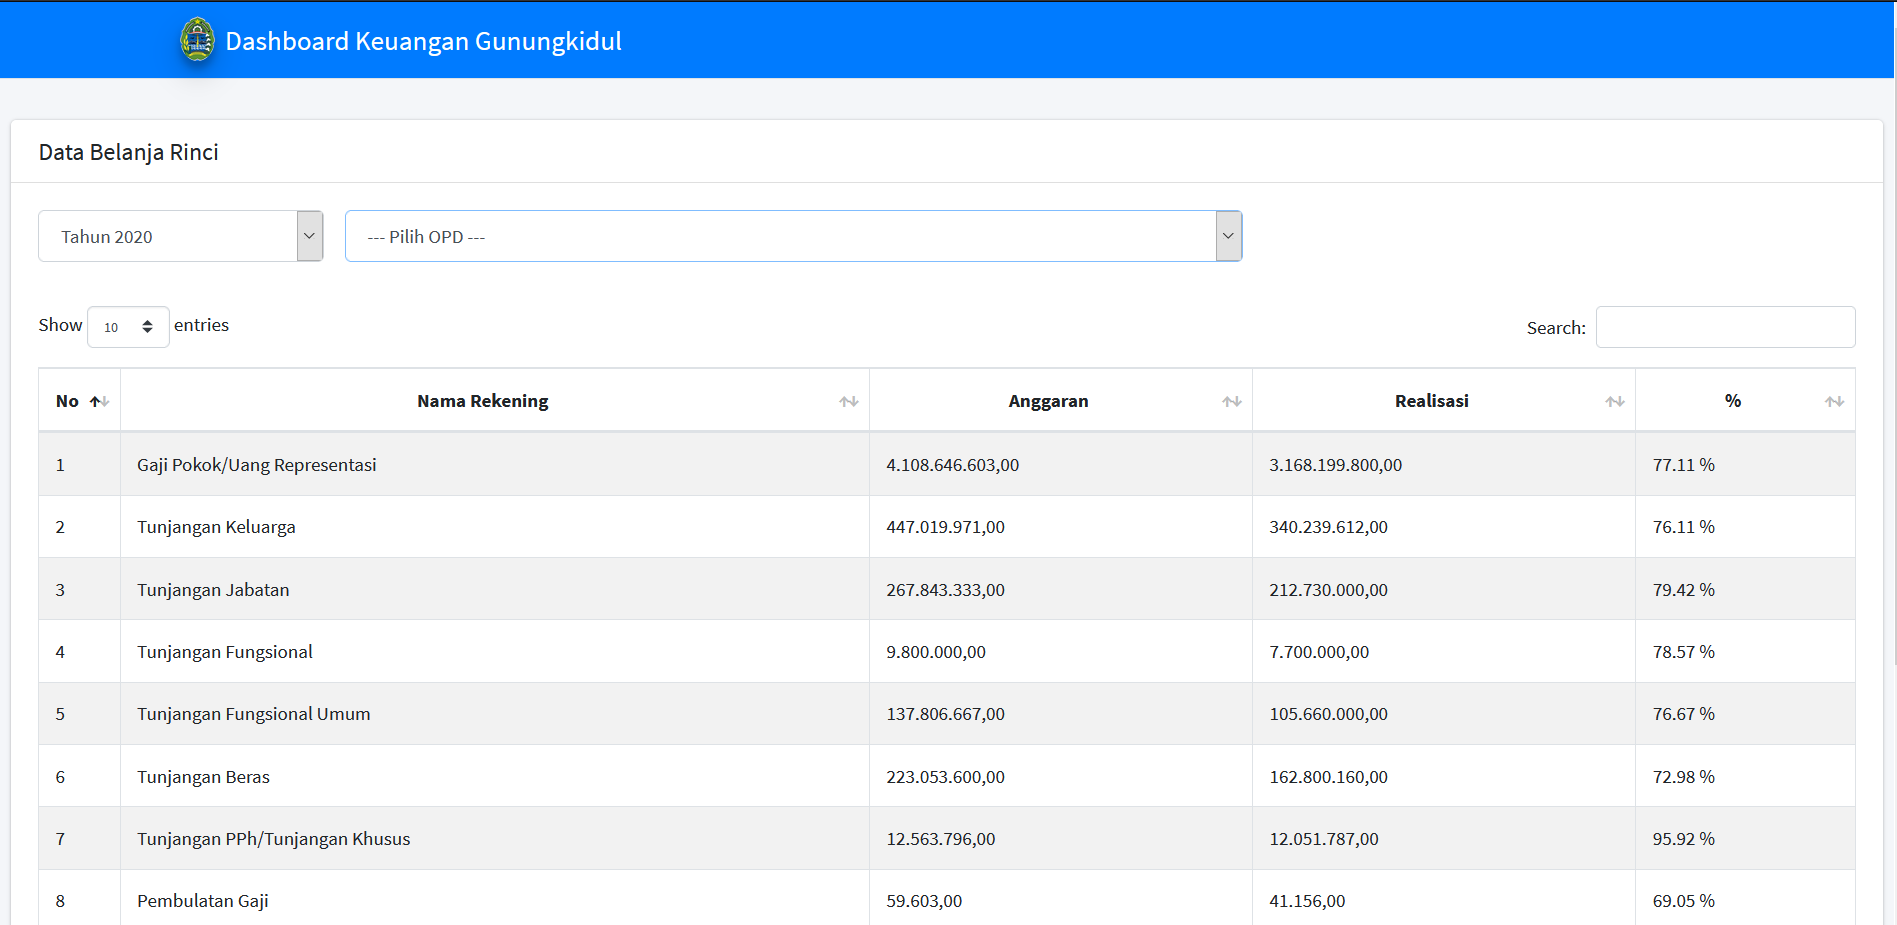 Dashboard Keuangan Gunungkidul
Data Belanja Rinci
Tahun 2020 --- Pilih OPD ---
Show 10 entries Search:
No Nama Rekening Anggaran Realisasi %
1 Gaji Pokok/Uang Representasi 4.108.646.603,00 3.168.199.800,00 77.11 %
2 Tunjangan Keluarga 447.019.971,00 340.239.612,00 76.11 %
3 Tunjangan Jabatan 267.843.333,00 212.730.000,00 79.42 %
4 Tunjangan Fungsional 9.800.000,00 7.700.000,00 78.57 %
5 Tunjangan Fungsional Umum 137.806.667,00 105.660.000,00 76.67 %
6 Tunjangan Beras 223.053.600,00 162.800.160,00 72.98 %
7 Tunjangan PPh/Tunjangan Khusus 12.563.796,00 12.051.787,00 95.92 %
8 Pembulatan Gaji 59.603,00 41.156,00 69.05 %